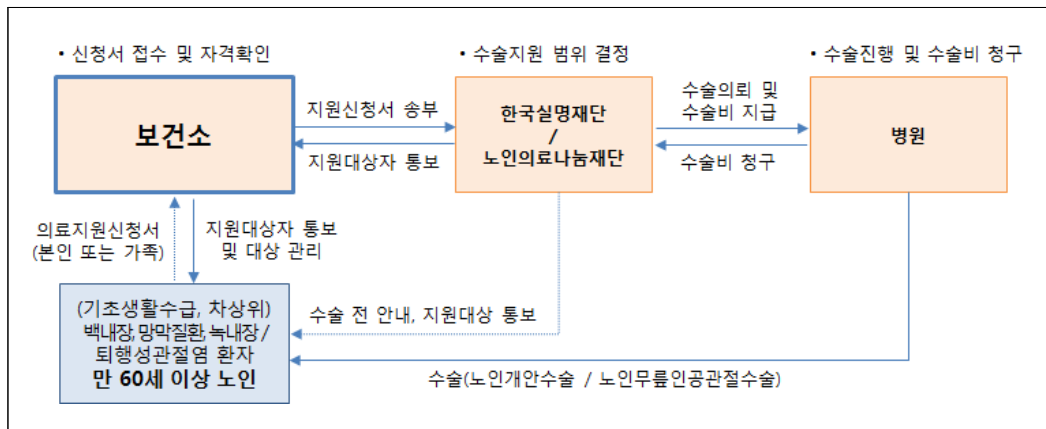 • 신청서 접수 및 자격확인
• 수술지원 범위 결정
• 수술진행 및 수술비 청구
보건소
지원신청서 송부
지원대상자 통보
한국실명재단
/
노인의료나눔재단
수술의뢰 및
수술비 지급
수술비 청구
병원
의료지원신청서
(본인 또는 가족)
지원대상자 통보
및 대상 관리
(기초생활수급, 차상위)
백내장, 망막질환, 녹내장 /
퇴행성관절염 환자
만 60세 이상 노인
수술 전 안내, 지원대상 통보
수술(노인개안수술 / 노인무릎인공관절수술)